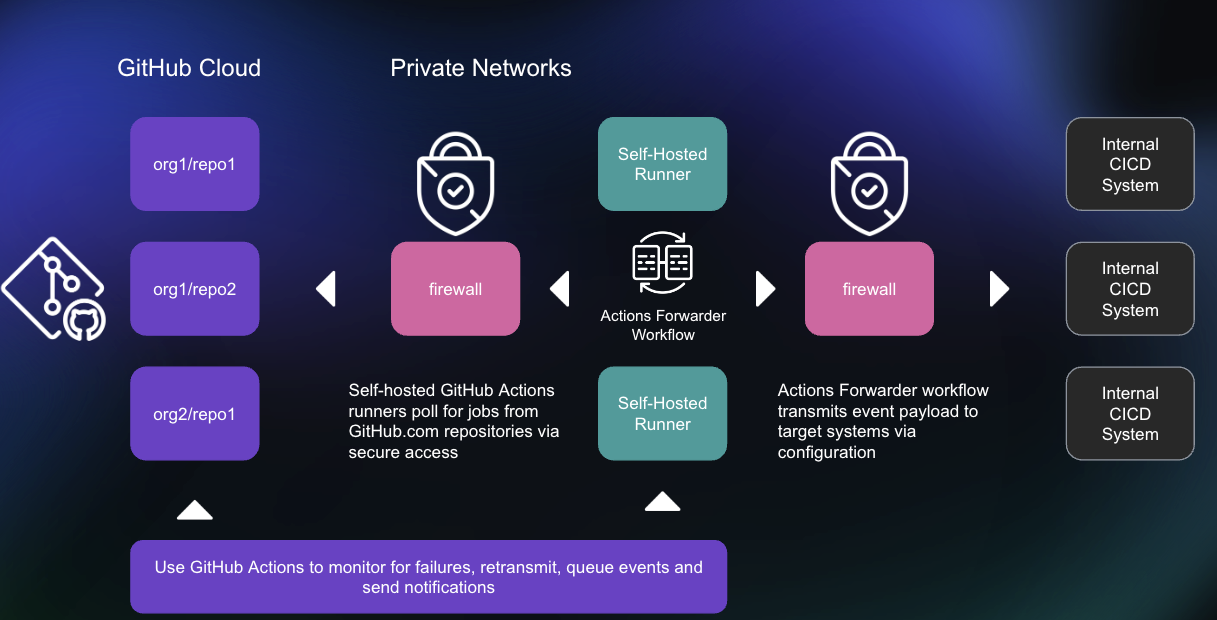 GitHub Cloud
Private Networks
org1/repo1
org1/repo2
org2/repo1
firewall
Self-hosted GitHub Actions
runners poll for jobs from
GitHub.com repositories via
secure access
Self-Hosted
Runner
Actions Forwarder
Workflow
Self-Hosted
Runner
firewall
Actions Forwarder workflow
transmits event payload to
target systems via
configuration
Internal
CICD
System
Internal
CICD
System
Internal
CICD
System
Use GitHub Actions to monitor for failures, retransmit, queue events and
send notifications